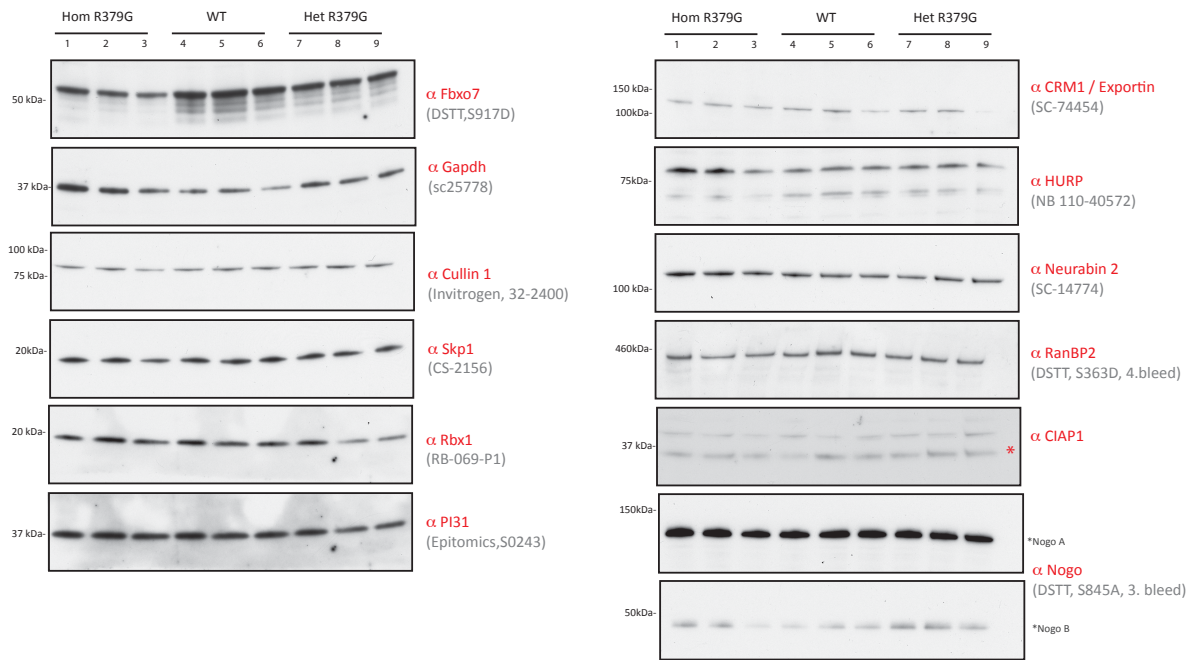 Hom R379G WT Het R379G
1 2 3 4 5 6 7 8 9
50 kDa-
α Fbxo7
(DSTT,S917D)
37 kDa-
α Gapdh
(sc25778)
100 kDa-
75 kDa-
α Cullin 1
(Invitrogen, 32-2400)
20kDa-
α Skp1
(CS-2156)
20 kDa-
α Rbx1
(RB-069-P1)
37 kDa-
α PI31
(Epitomics,S0243)
Hom R379G WT Het R379G
1 2 3 4 5 6 7 8 9
150 kDa-
100kDa-
α CRM1 / Exportin
(SC-74454)
75kDa-
α HURP
(NB 110-40572)
100 kDa-
α Neurabin 2
(SC-14774)
460kDa-
α RanBP2
(DSTT, S363D, 4.bleed)
37 kDa-
α CIAP1
*
150kDa-
*Nogo A
α Nogo
(DSTT, S845A, 3. bleed)
50kDa-
*Nogo B